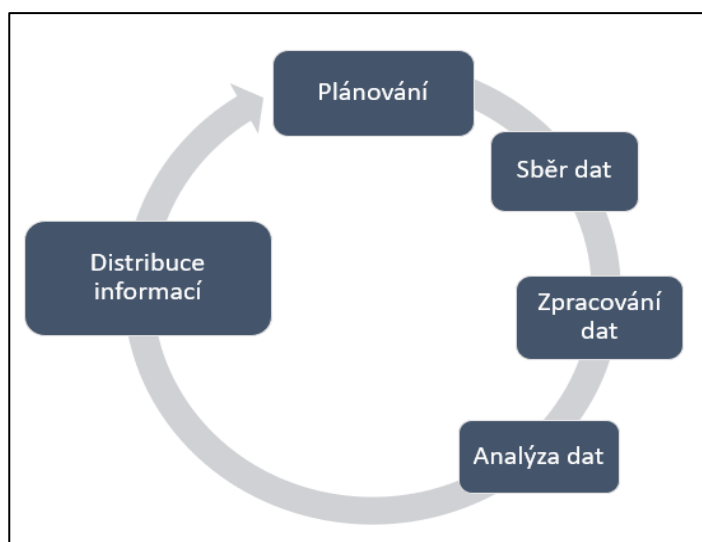 Plánování
Sběr dat
Zpracování
dat
Analýza dat
Distribuce
informací